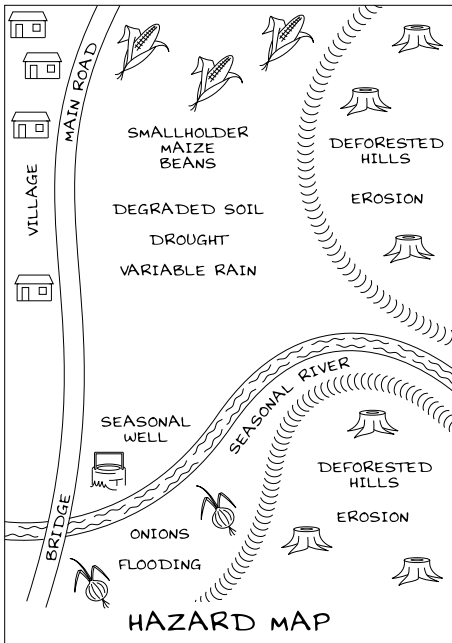 MAIN ROAD
VILLAGE
SMALLHOLDER
MAIZE
BEANS
DEGRADED SOIL
DROUGHT
VARIABLE RAIN
DEFORESTED
HILLS
EROSION
SEASONAL RIVER
SEASONAL
WELL
DEFORESTED
HILLS
EROSION
BRIDGE
ONIONS
FLOODING
HAZARD MAP